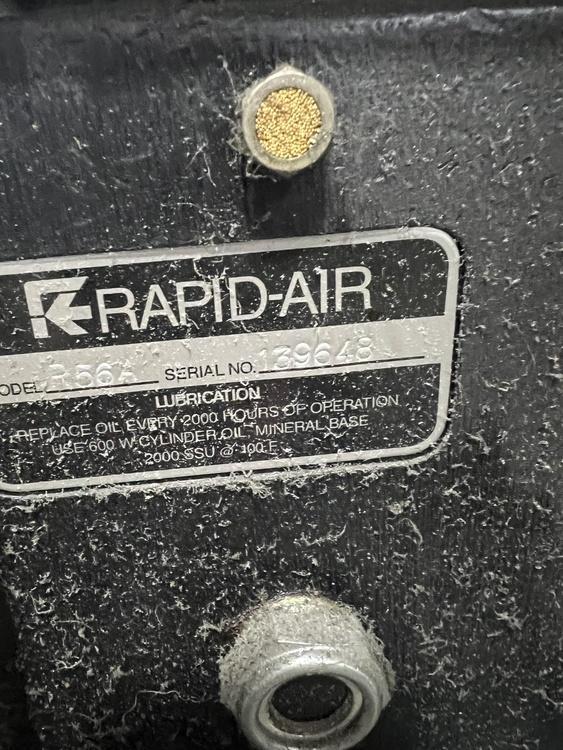 RAPID-AIR
ODEL R56A SERIAL NO. 139648
LUBRICATION
REPLACE OIL EVERY 2000 HOURS OF OPERATION
USE 600 W CYLINDER OIL MINERAL BASE
2000 SSU @ 100 F